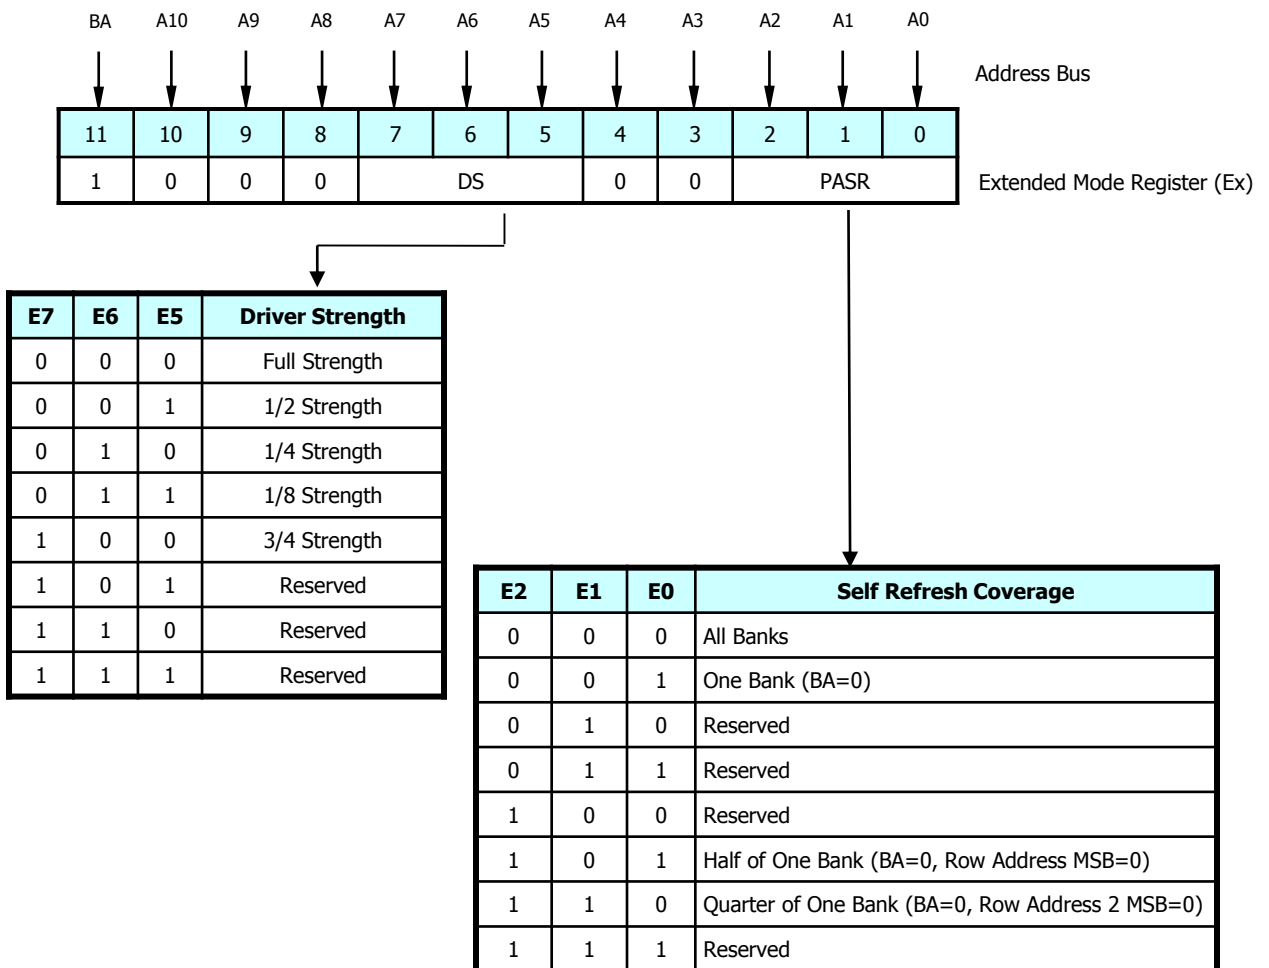 BA A10 A9 A8 A7 A6 A5 A4 A3 A2 A1 A0
Address Bus
11 10 9 8 7 6 5 4 3 2 1 0
1 0 0 0 DS 0 0 PASR Extended Mode Register (Ex)
E7 E6 E5 Driver Strength
0 0 0 Full Strength
0 0 1 1/2 Strength
0 1 0 1/4 Strength
0 1 1 1/8 Strength
1 0 0 3/4 Strength
1 0 1 Reserved
1 1 0 Reserved
1 1 1 Reserved
E2 E1 E0 Self Refresh Coverage
0 0 0 All Banks
0 0 1 One Bank (BA=0)
0 1 0 Reserved
0 1 1 Reserved
1 0 0 Reserved
1 0 1 Half of One Bank (BA=0, Row Address MSB=0)
1 1 0 Quarter of One Bank (BA=0, Row Address 2 MSB=0)
1 1 1 Reserved